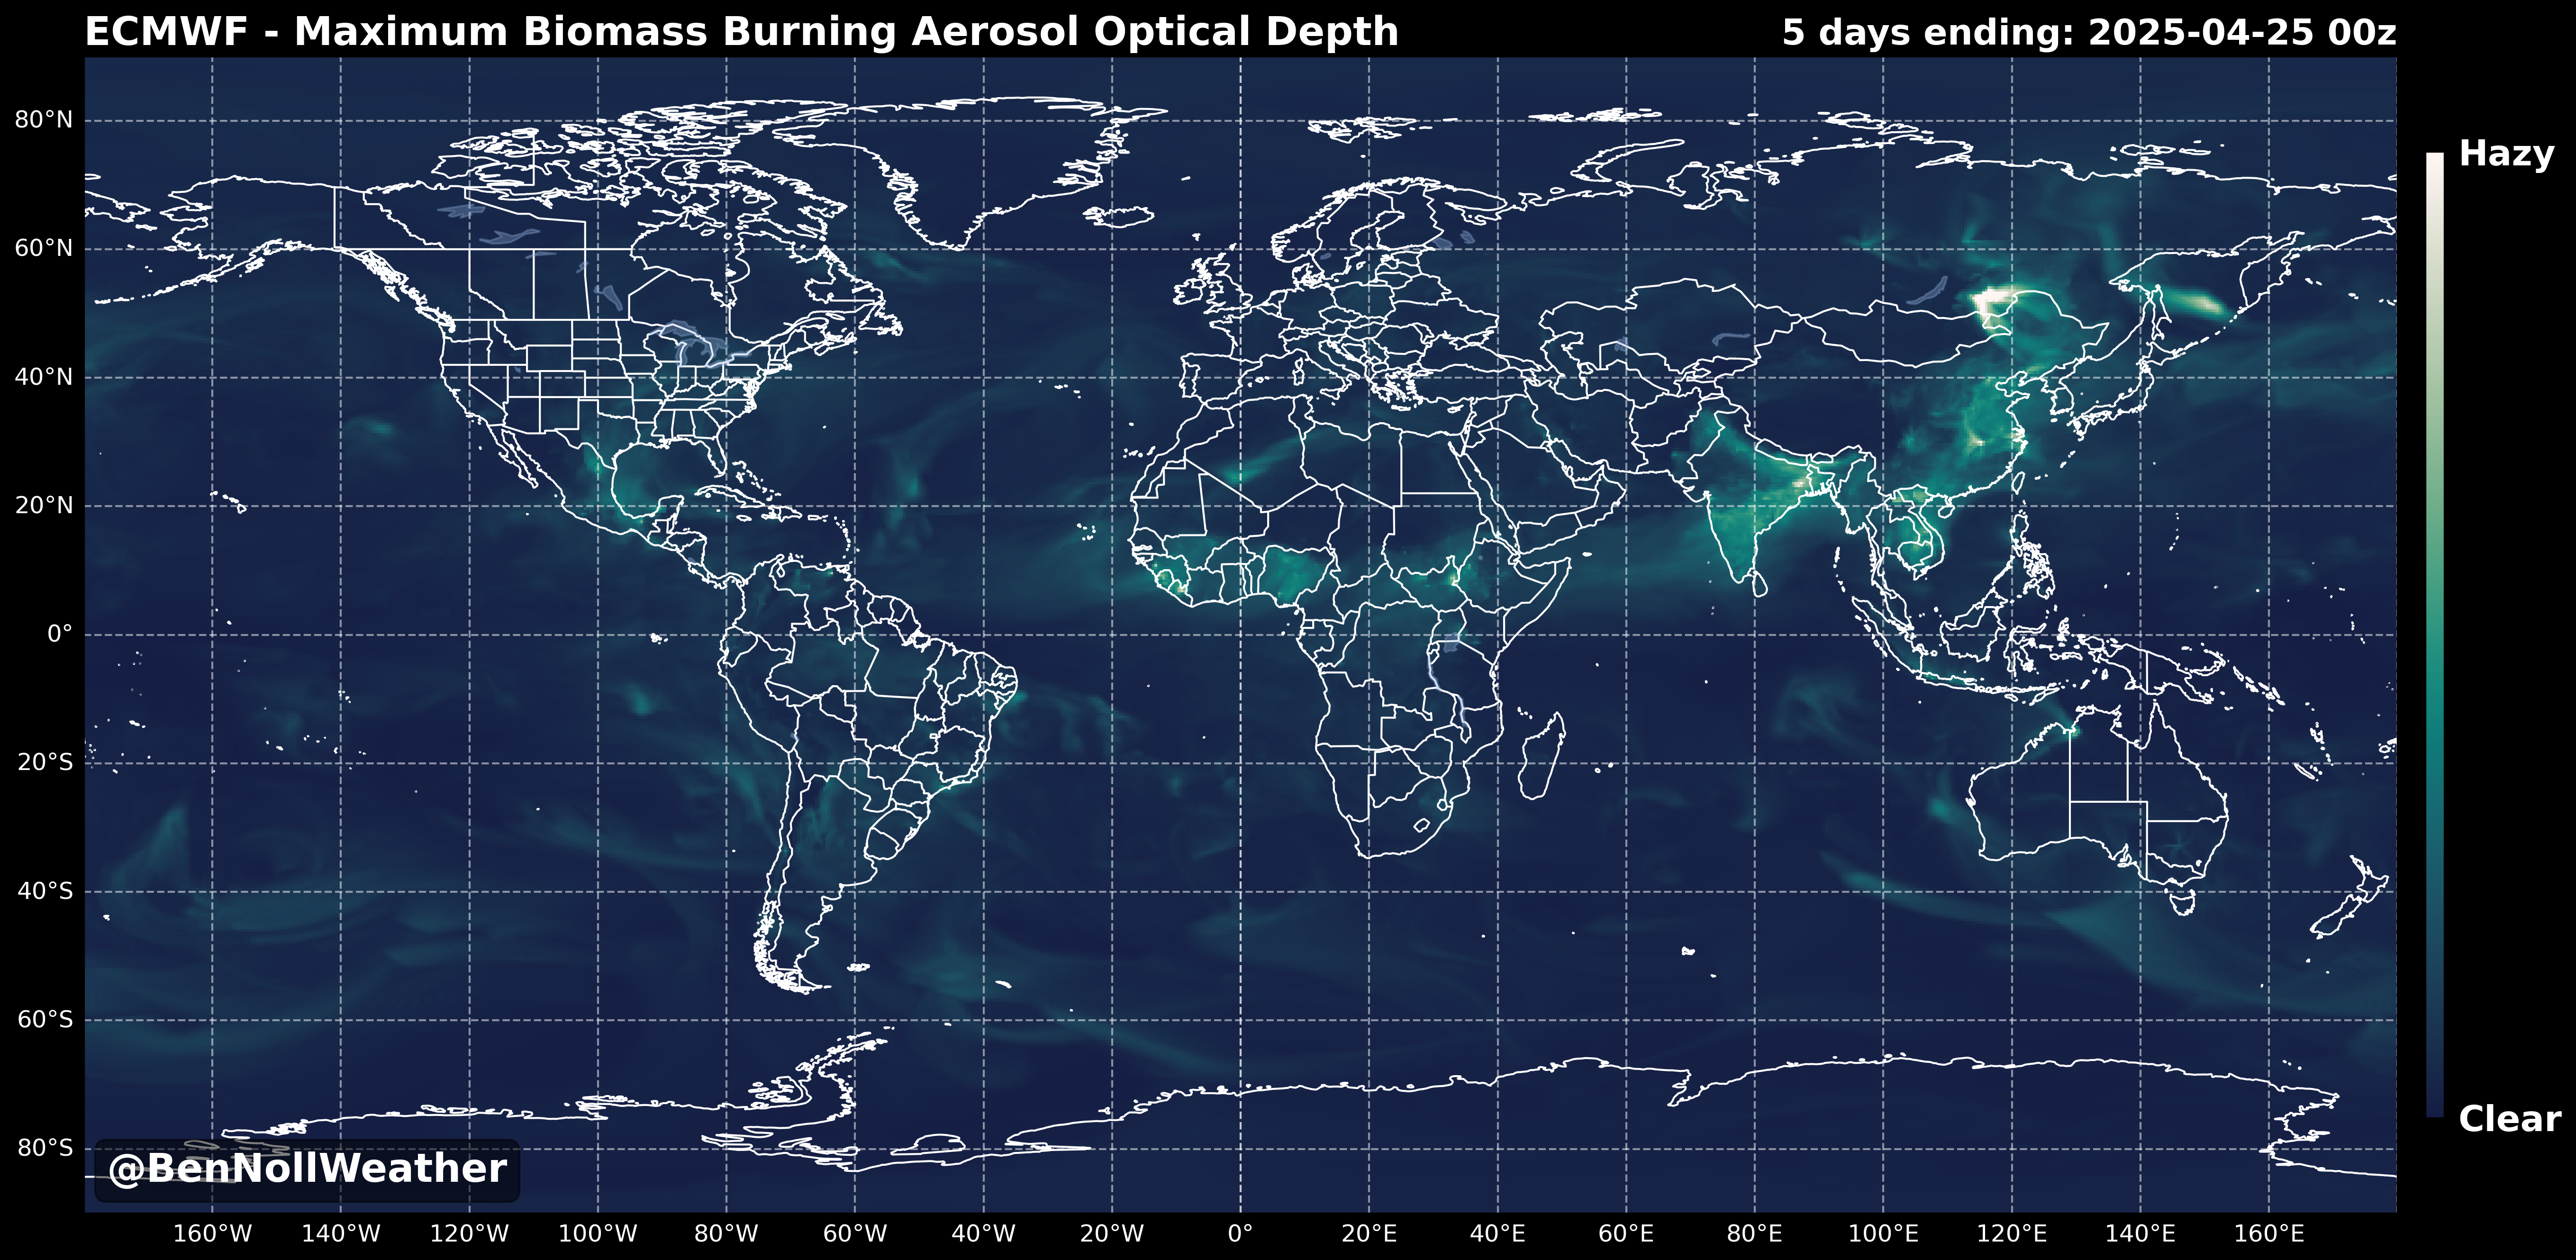 ECMWF - Maximum Biomass Burning Aerosol Optical Depth
5 days ending: 2025-04-25 00z
80°N
60°N
40°N
20°N
0°
20°S
40°S
60°S
80°S
Hazy
Clear
@BenNollWeather
160°W
140°W
120°W
100°W
80°W
60°W
40°W
20°W
0°
20°E
40°E
60°E
80°E
100°E
120°E
140°E
160°E